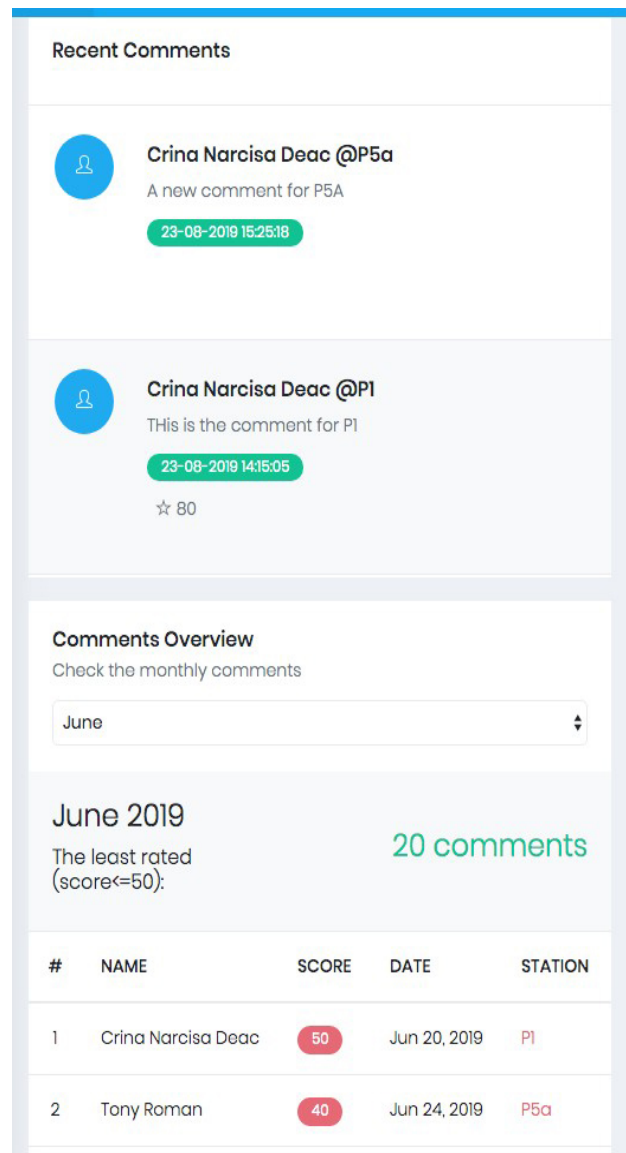 Recent Comments
Crina Narcisa Deac @P5a
A new comment for P5A
23-08-2019 15:25:18
Crina Narcisa Deac @P1
THis is the comment for P1
23-08-2019 14:15:05
☆ 80
Comments Overview
Check the monthly comments
June
June 2019
The least rated
(score<=50):
20 comments
# NAME SCORE DATE STATION
1 Crina Narcisa Deac 50 Jun 20, 2019 P1
2 Tony Roman 40 Jun 24, 2019 P5a